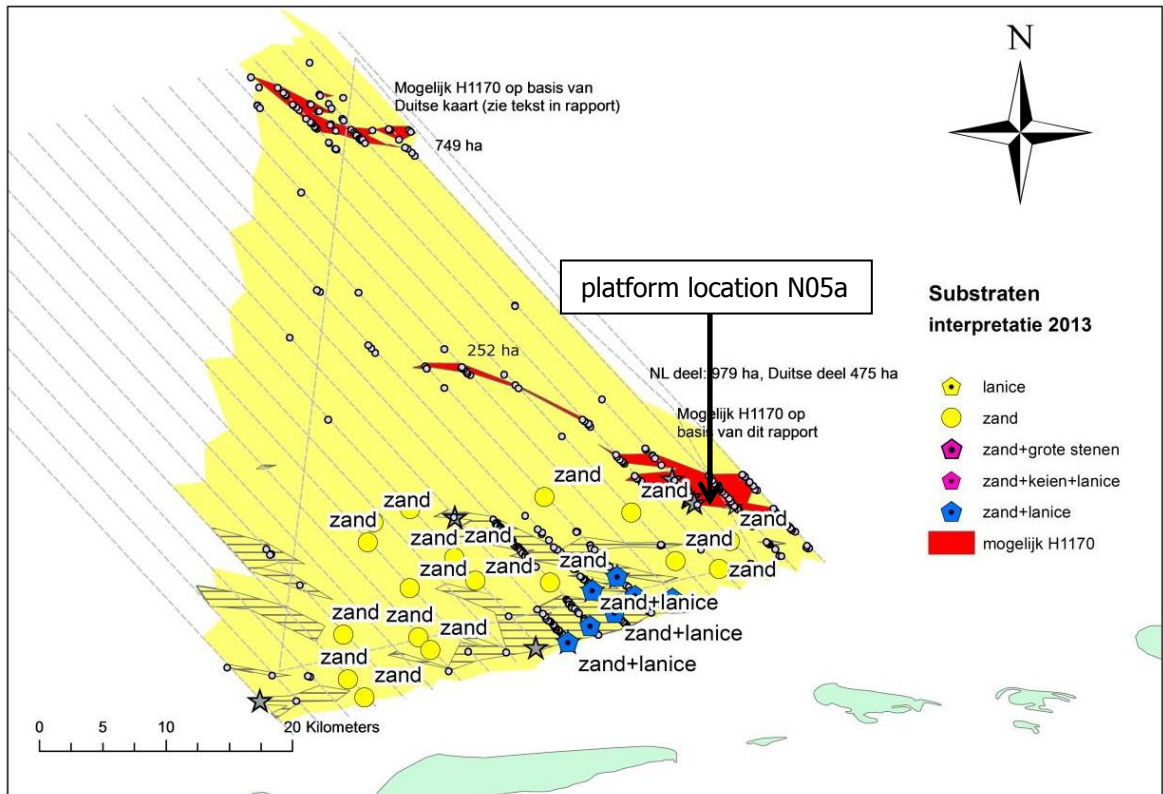 N
Mogelijk H1170 op basis van
Duitse kaart (zie tekst in rapport)
749 ha
platform location N05a
252 ha
NL deel: 979 ha, Duitse deel 475 ha
Mogelijk H1170 op
basis van dit rapport
Substraten
interpretatie 2013
lanice
zand
zand+grote stenen
zand+keien+lanice
zand+lanice
mogelijk H1170
zand
zand
zand
zand
zand
zand
zand
zand
zand
zand
zand
zand
zand+lanice
zand
zand
zand+lanice
zand
zand
zand+lanice
zand
0 5 10 20 Kilometers